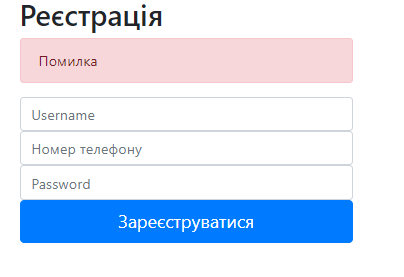 Реєстрація
Помилка
Username
Номер телефону
Password
Зареєструватися